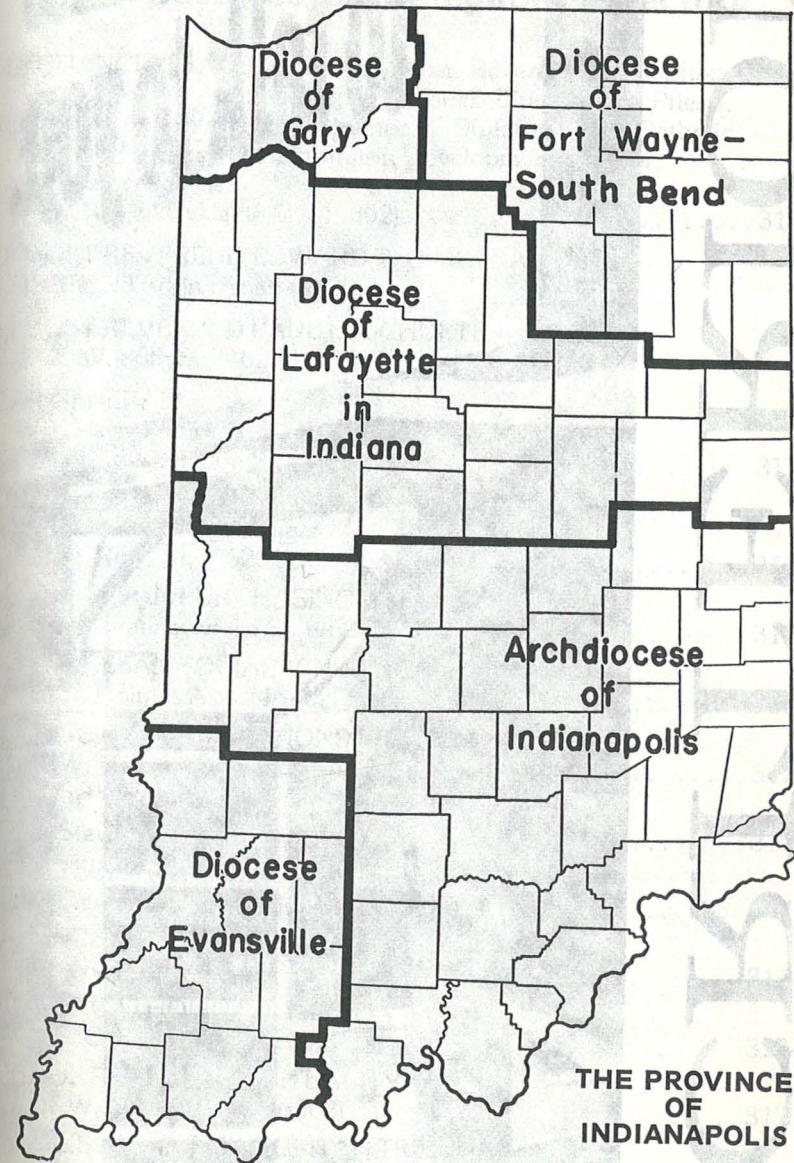 Diocese
of
Gary
Diocese
of
Fort Wayne-
South Bend
Diocese
of
Lafayette
in
Indiana
Archdiocese
of
Indianapolis
Diocese
of
Evansville
THE PROVINCE
OF
INDIANAPOLIS